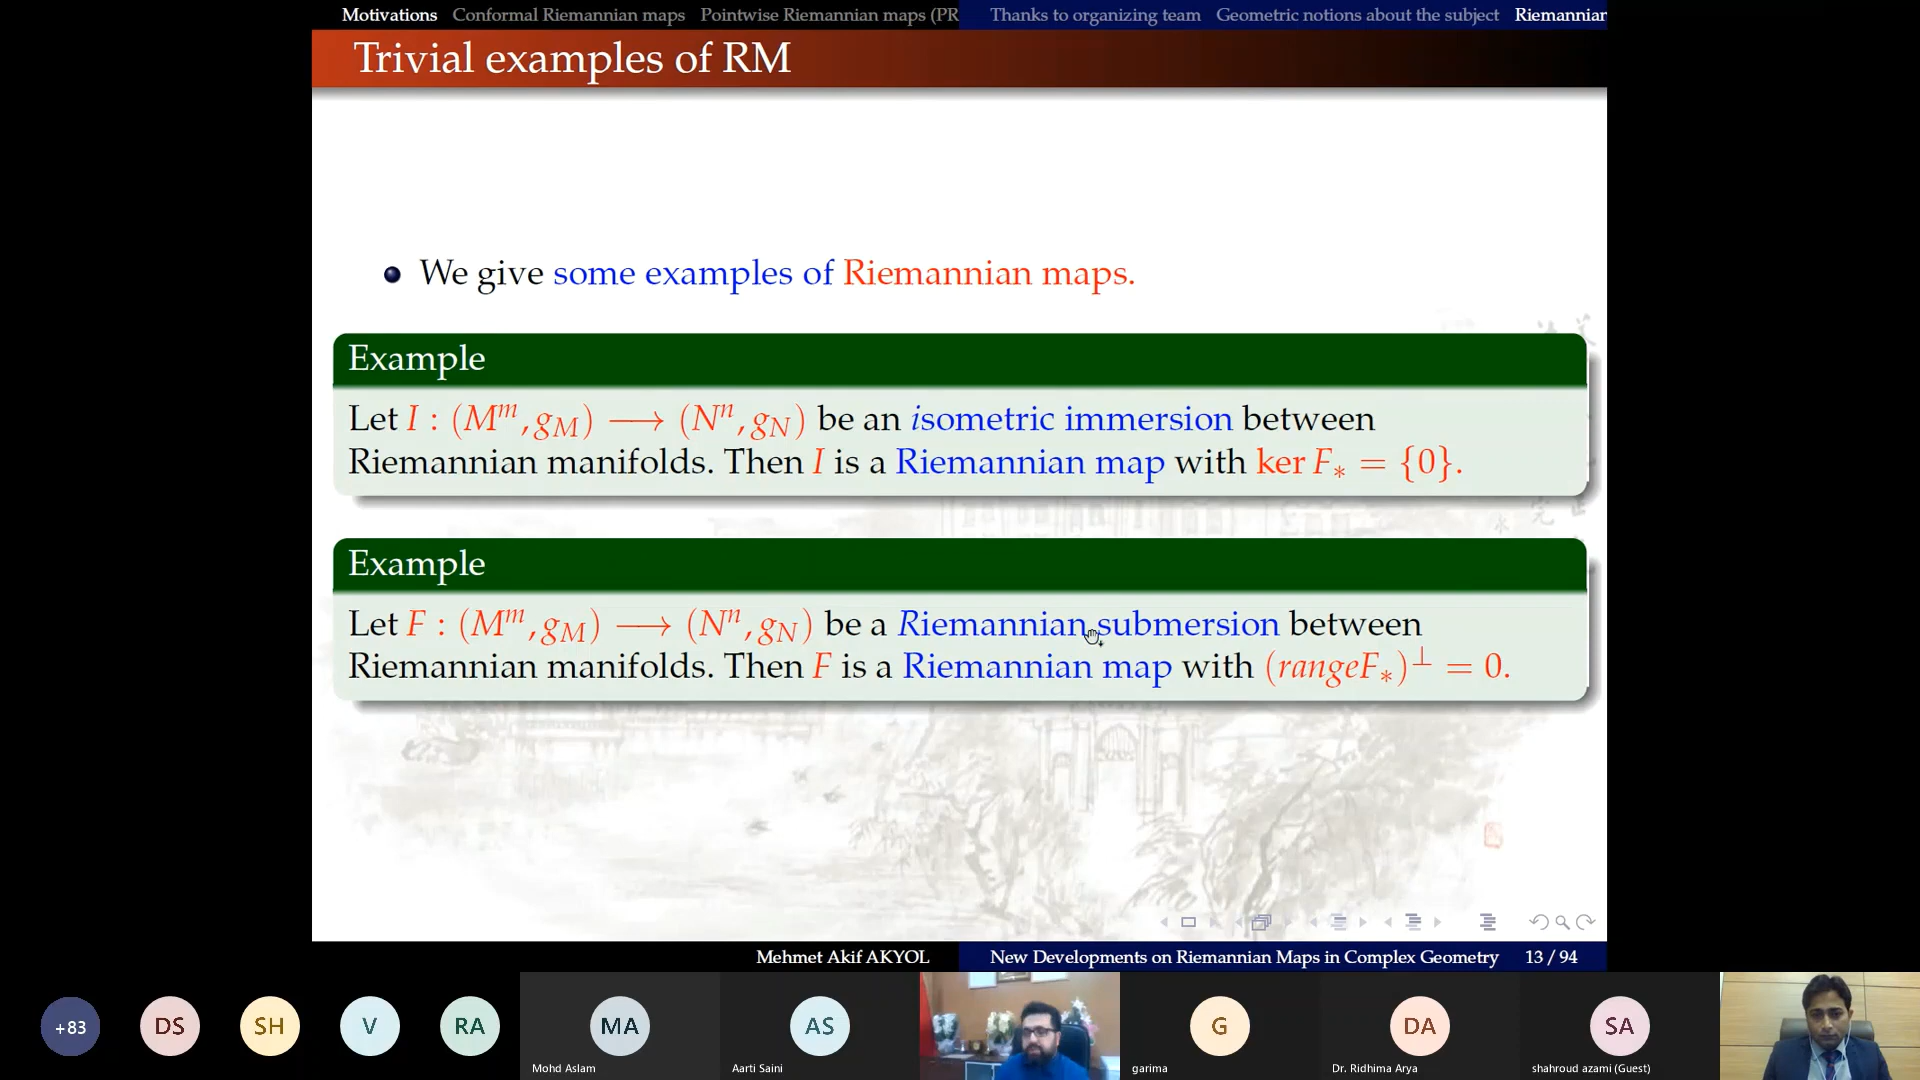 Motivations Conformal Riemannian maps Pointwise Riemannian maps (PR
Thanks to organizing team Geometric notions about the subject Riemannian
Trivial examples of RM
We give some examples of Riemannian maps.
Example
Let I : (Mᵐ, g_M) ⟶ (Nⁿ, g_N) be an isometric immersion between
Riemannian manifolds. Then I is a Riemannian map with ker F_* = {0}.
Example
Let F : (Mᵐ, g_M) ⟶ (Nⁿ, g_N) be a Riemannian submersion between
Riemannian manifolds. Then F is a Riemannian map with (rangeF_*)^⊥ = 0.
Mehmet Akif AKYOL New Developments on Riemannian Maps in Complex Geometry 13 / 94
+83 DS SH V RA MA AS G DA SA
Mohd Aslam Aarti Saini garima Dr. Ridhima Arya shahroud azami (Guest)